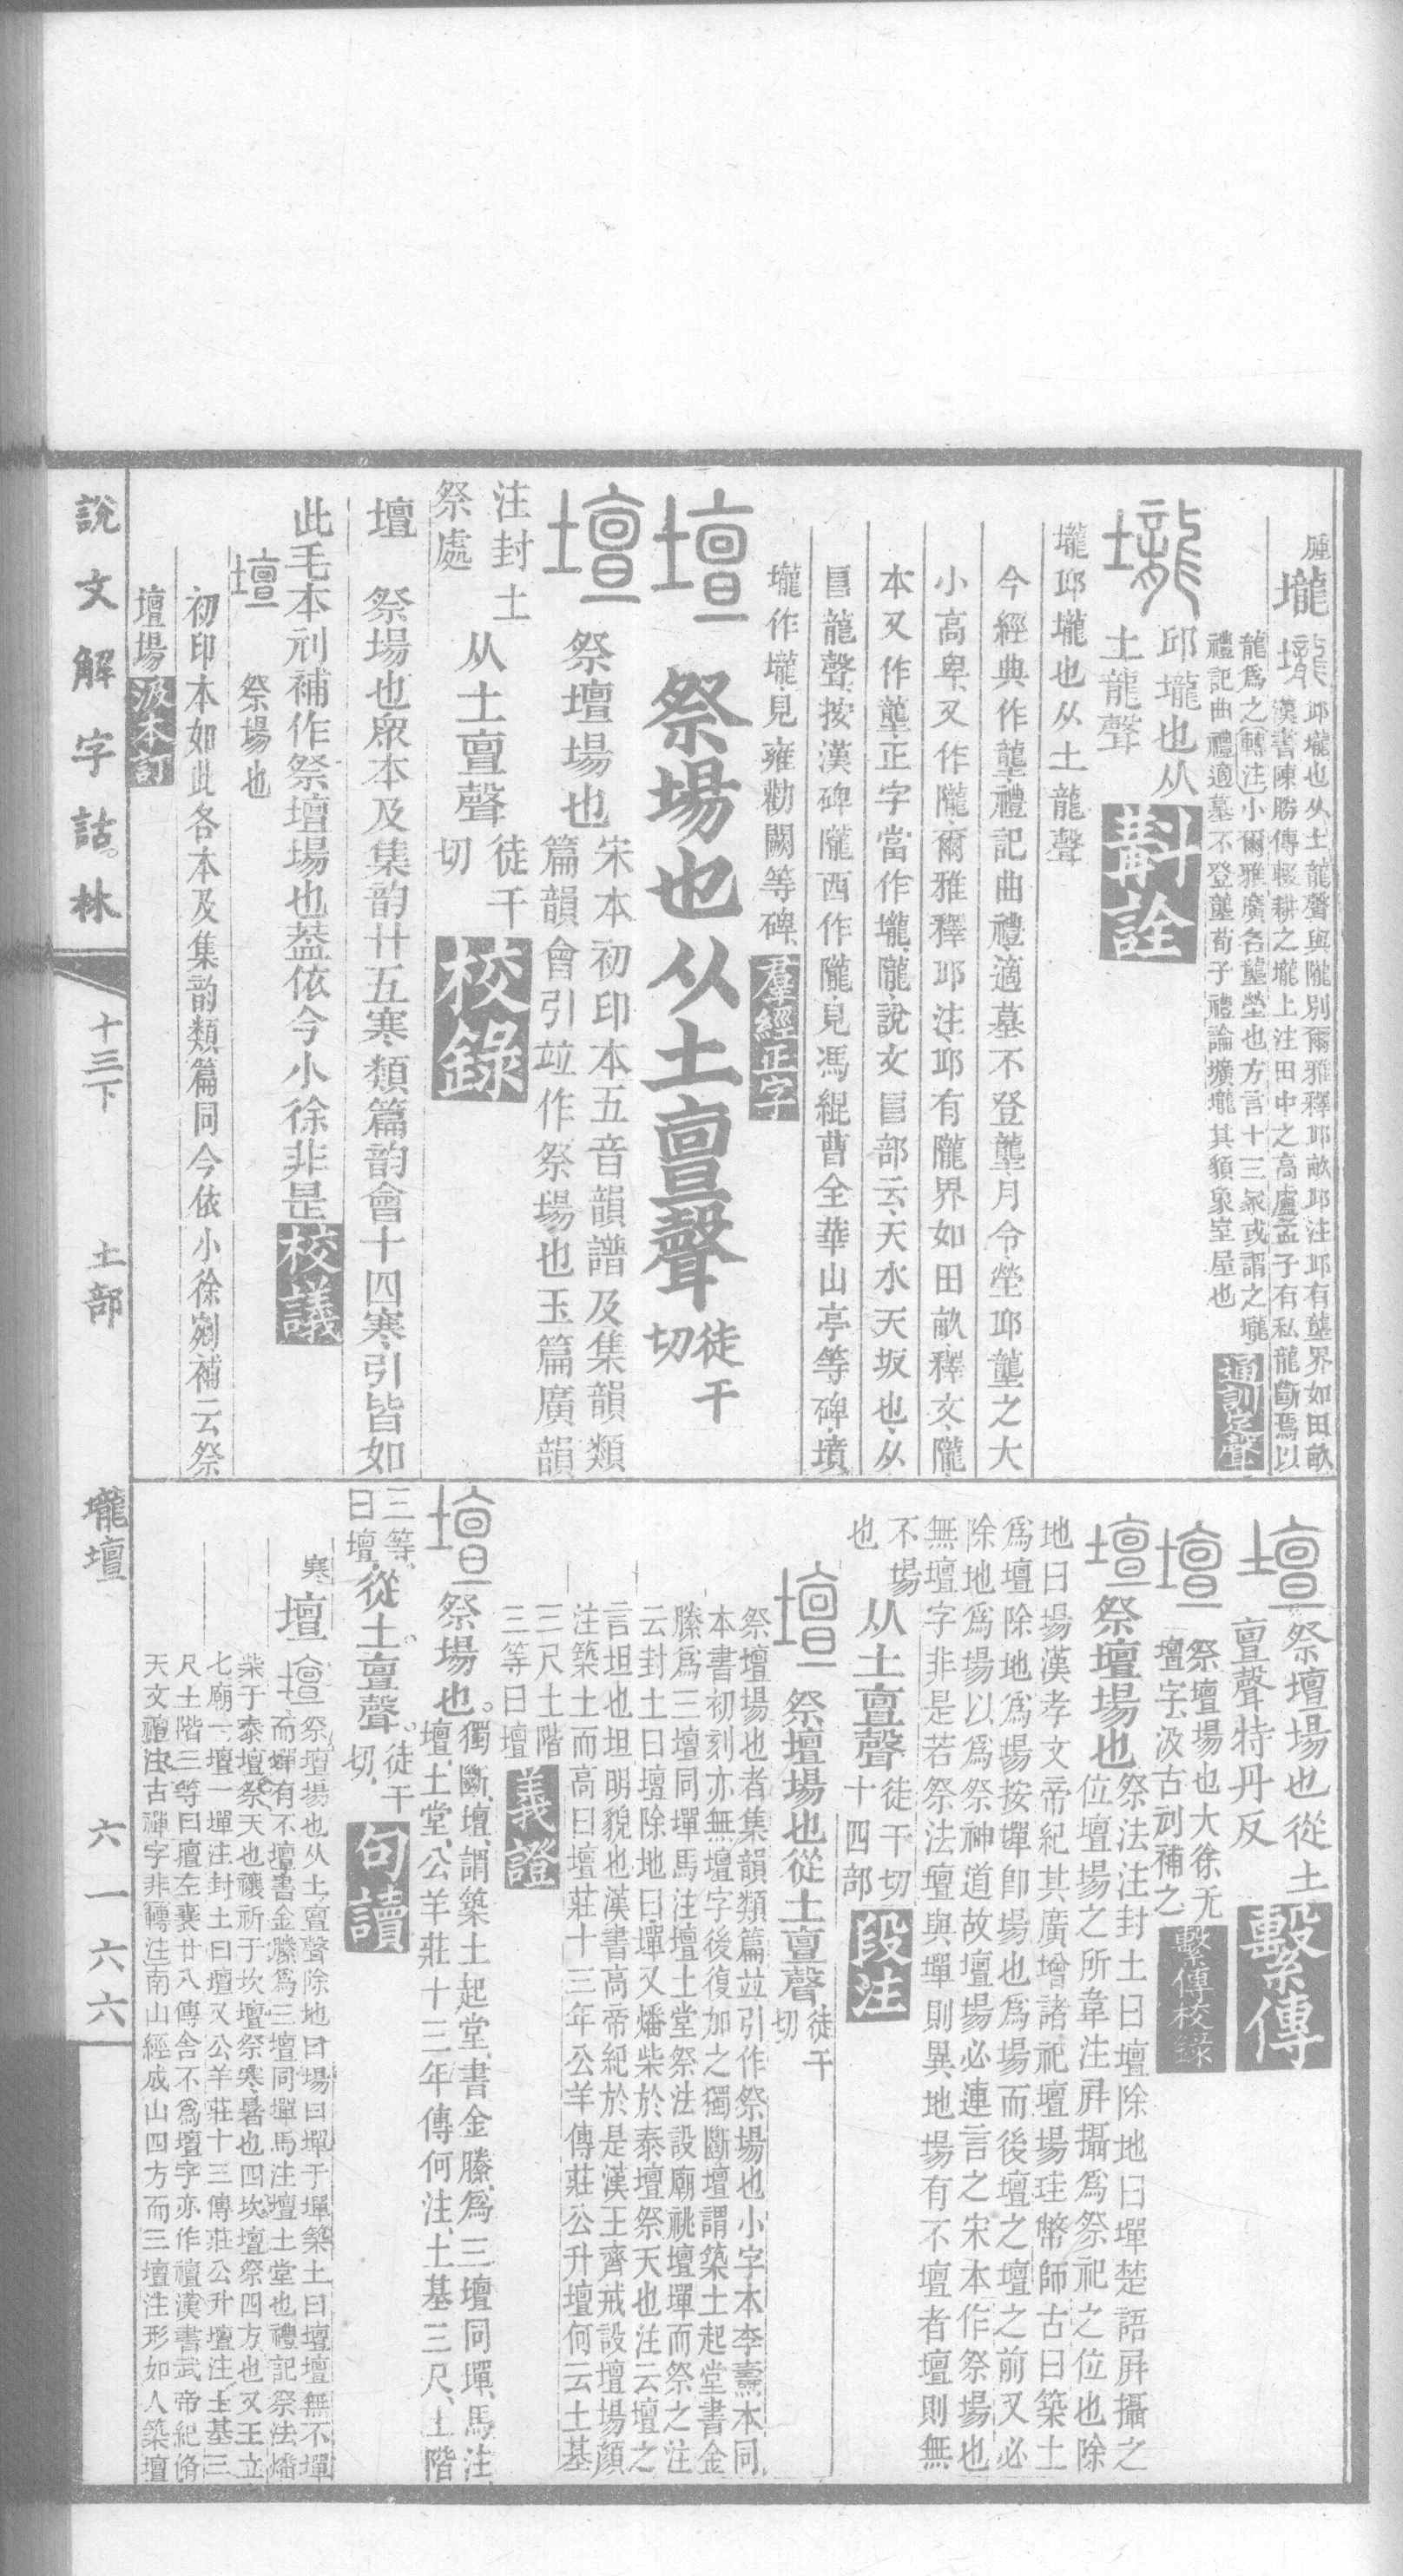 腫
壠
邱壠也从土龍聲與隴別爾雅釋邱畝邱注邱有壟界如田畝
漢書陳勝傳輟耕之壠上注田中之高處孟子有私龍斷焉以
龍爲之轉注小爾雅廣名壟塋也方言十三冢或謂之壠
禮記曲禮適墓不登壟荀子禮論壙壠其䫉象室屋也
通訓定聲
邱壠也从
土龍聲
斠詮
壠邱壠也从土龍聲
今經典作壟禮記曲禮適墓不登壟月令塋邱壟之大
小高卑又作隴爾雅釋邱注邱有隴界如田畝釋文隴
本又作壟正字當作壠隴說文𨸏部云天水天坂也从
𨸏龍聲按漢碑隴西作隴見馮緄曹全華山亭等碑墳
壠作壠見雍勸闕等碑
羣經正字
壇 祭場也从土亶聲 徒干切
壇 祭壇場也
宋本初印本五音韻譜及集韻類
篇韻會引竝作祭場也玉篇廣韻
注封土
祭處
从土亶聲
徒干
切
校錄
壇 祭場也眾本及集韵廿五寒類篇韵會十四寒引皆如
此毛本刓補作祭壇場也葢依今小徐非是
校議
壇 祭場也
初印本如此各本及集韵類篇同今依小徐剜補云祭
壇場
汲本訂
壇 祭壇場也從土
亶聲特丹反
繫傳
壇 祭壇場也大徐无
壇字汲古刓補之
繫傳校錄
壇 祭壇場也
祭法注封土曰壇除地曰墠楚語屛攝之
位壇場之所韋注屛攝爲祭祀之位也除
地曰場漢孝文帝紀其廣增諸祀壇場珪幣師古曰築土
爲壇除地爲場按墠卽場也爲場而後壇之壇之前又必
除地爲場以爲祭神道故壇場必連言之宋本作祭場也
無壇字非是若祭法壇與墠則異地場有不壇者壇則無
不場
也
从土亶聲
徒干切
十四部
段注
壇 祭壇場也從土亶聲
徒干
切
祭壇場也者集韻類篇竝引作祭場也小字本李燾本同
本書初刻亦無壇字後復加之獨斷壇謂築土起堂書金
縢爲三壇同墠馬注壇土堂祭法設廟祧壇墠而祭之注
云封土曰壇除地曰墠又燔柴於泰壇祭天也注云壇之
言坦也坦明貌也漢書高帝紀於是漢王齊戒設壇場顏
注築土而高曰壇莊十三年公羊傳莊公升壇何云土基
三尺土階
三等曰壇
義證
壇 祭場也
獨斷壇謂築土起堂書金縢爲三壇同墠馬注
壇土堂公羊莊十三年傳何注土基三尺土階
三等
曰壇
從土亶聲
徒干
切
句讀
寒
壇
祭壇場也从土亶聲除地曰場曰墠于墠築土曰壇壇無不墠
而墠有不壇書金縢爲三壇同墠馬注壇土堂也禮記祭法燔
柴于泰壇祭天也禳祈于坎壇祭寒暑也四坎壇祭四方也又王立
七廟一壇一墠注封土曰壇又公羊莊十三傳莊公升壇注土基三
尺土階三等曰壇左襄廿八傳舍不爲壇字亦作禮漢書武帝紀脩
天文禮注古禪字非轉注南山經成山四方而三壇注形如人築壇
說文解字詁林
十三下
土部
壠壇
六一六六